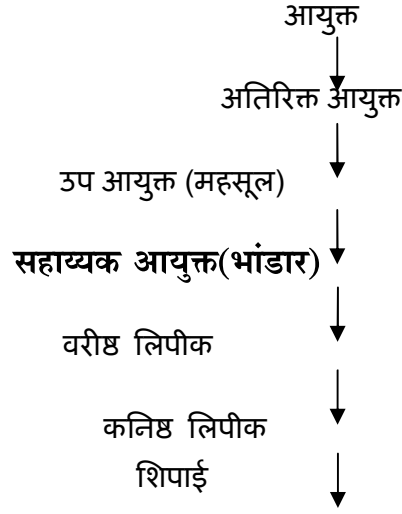 आयुक्त
अतिरिक्त आयुक्त
उप आयुक्त (महसूल)
सहाय्यक आयुक्त(भांडार)
वरीष्ठ लिपीक
कनिष्ठ लिपीक
शिपाई